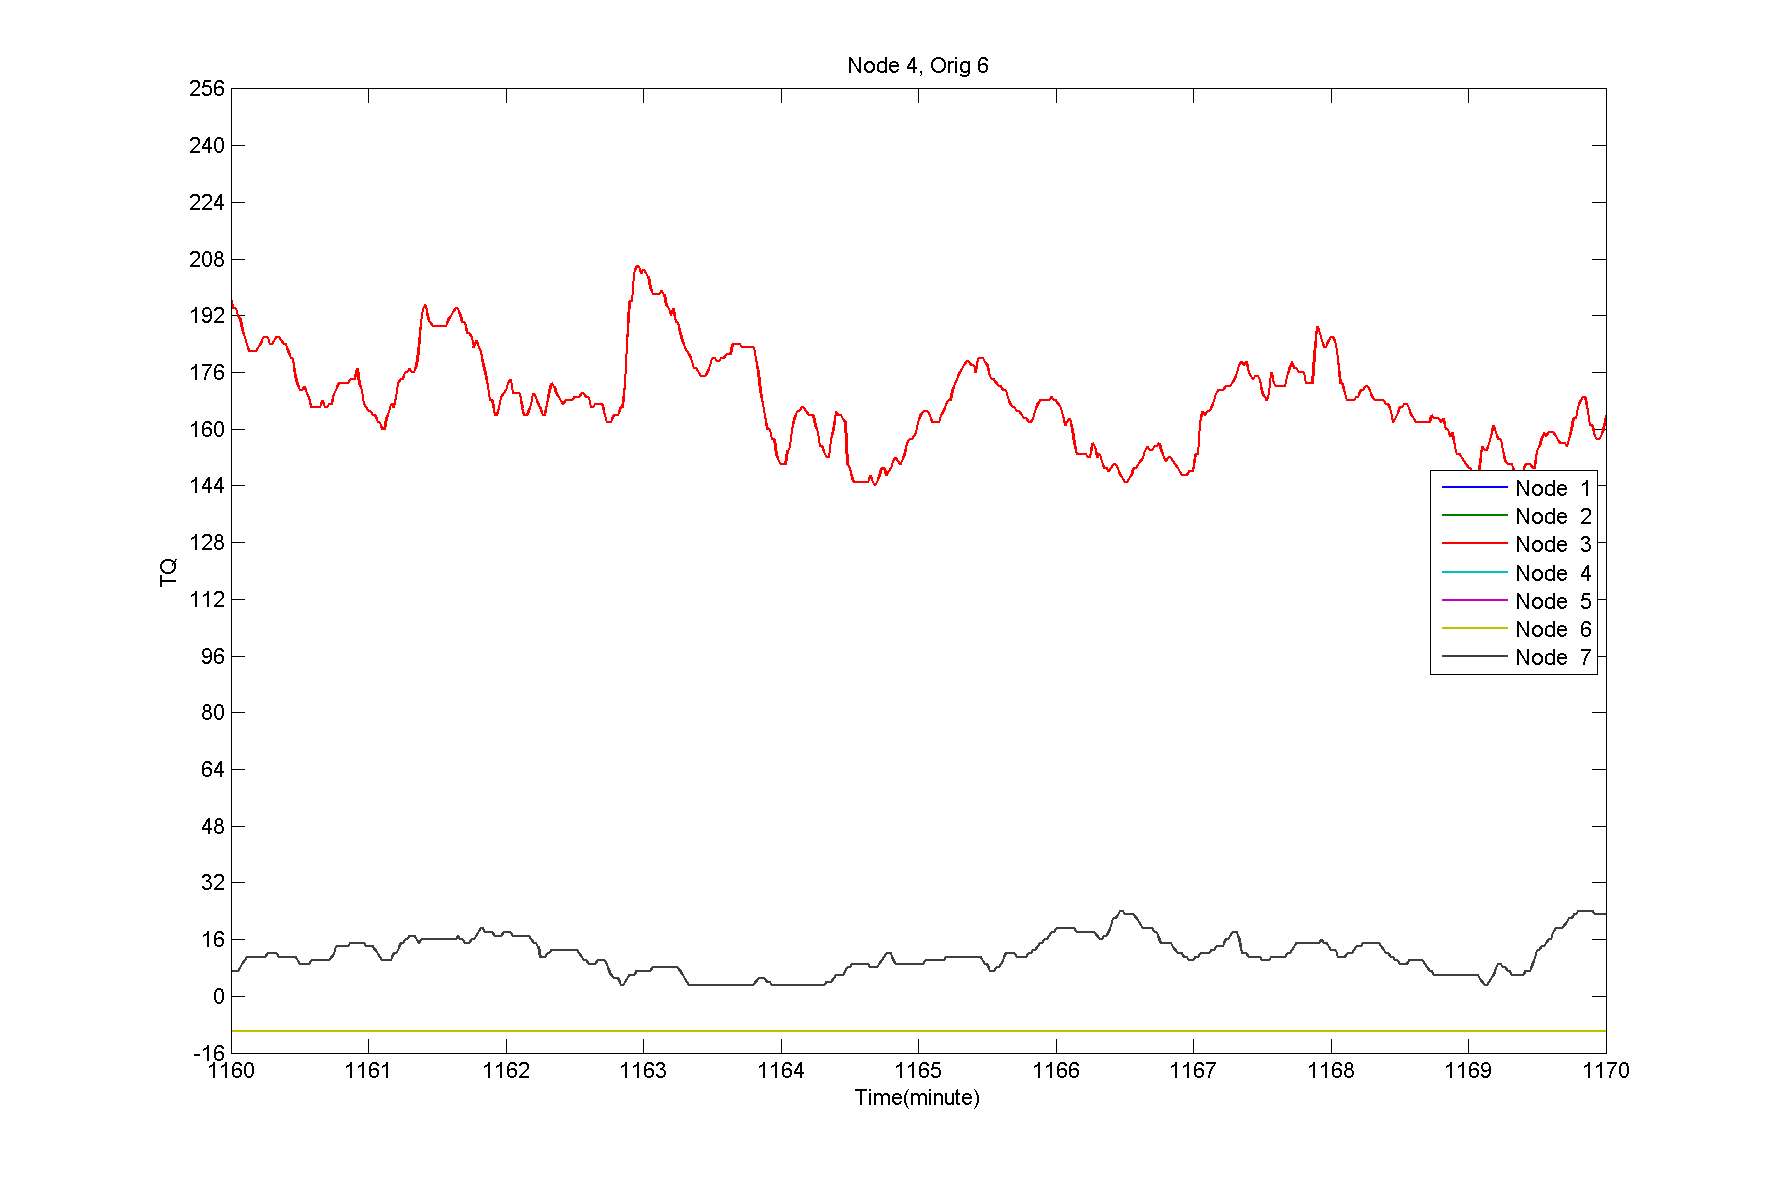 Node 4, Orig 6
256
240
224
208
192
176
160
144
128
112
96
80
64
48
32
16
0
-16
TQ
Node 1
Node 2
Node 3
Node 4
Node 5
Node 6
Node 7
1160 1161 1162 1163 1164 1165 1166 1167 1168 1169 1170
Time(minute)